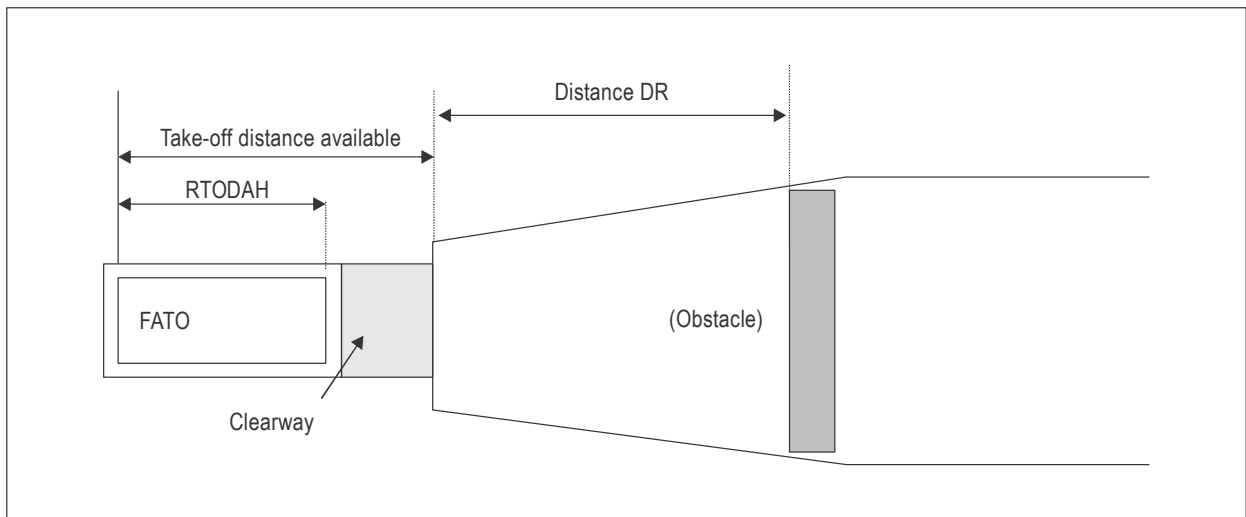 Distance DR
Take-off distance available
RTODAH
FATO
(Obstacle)
Clearway